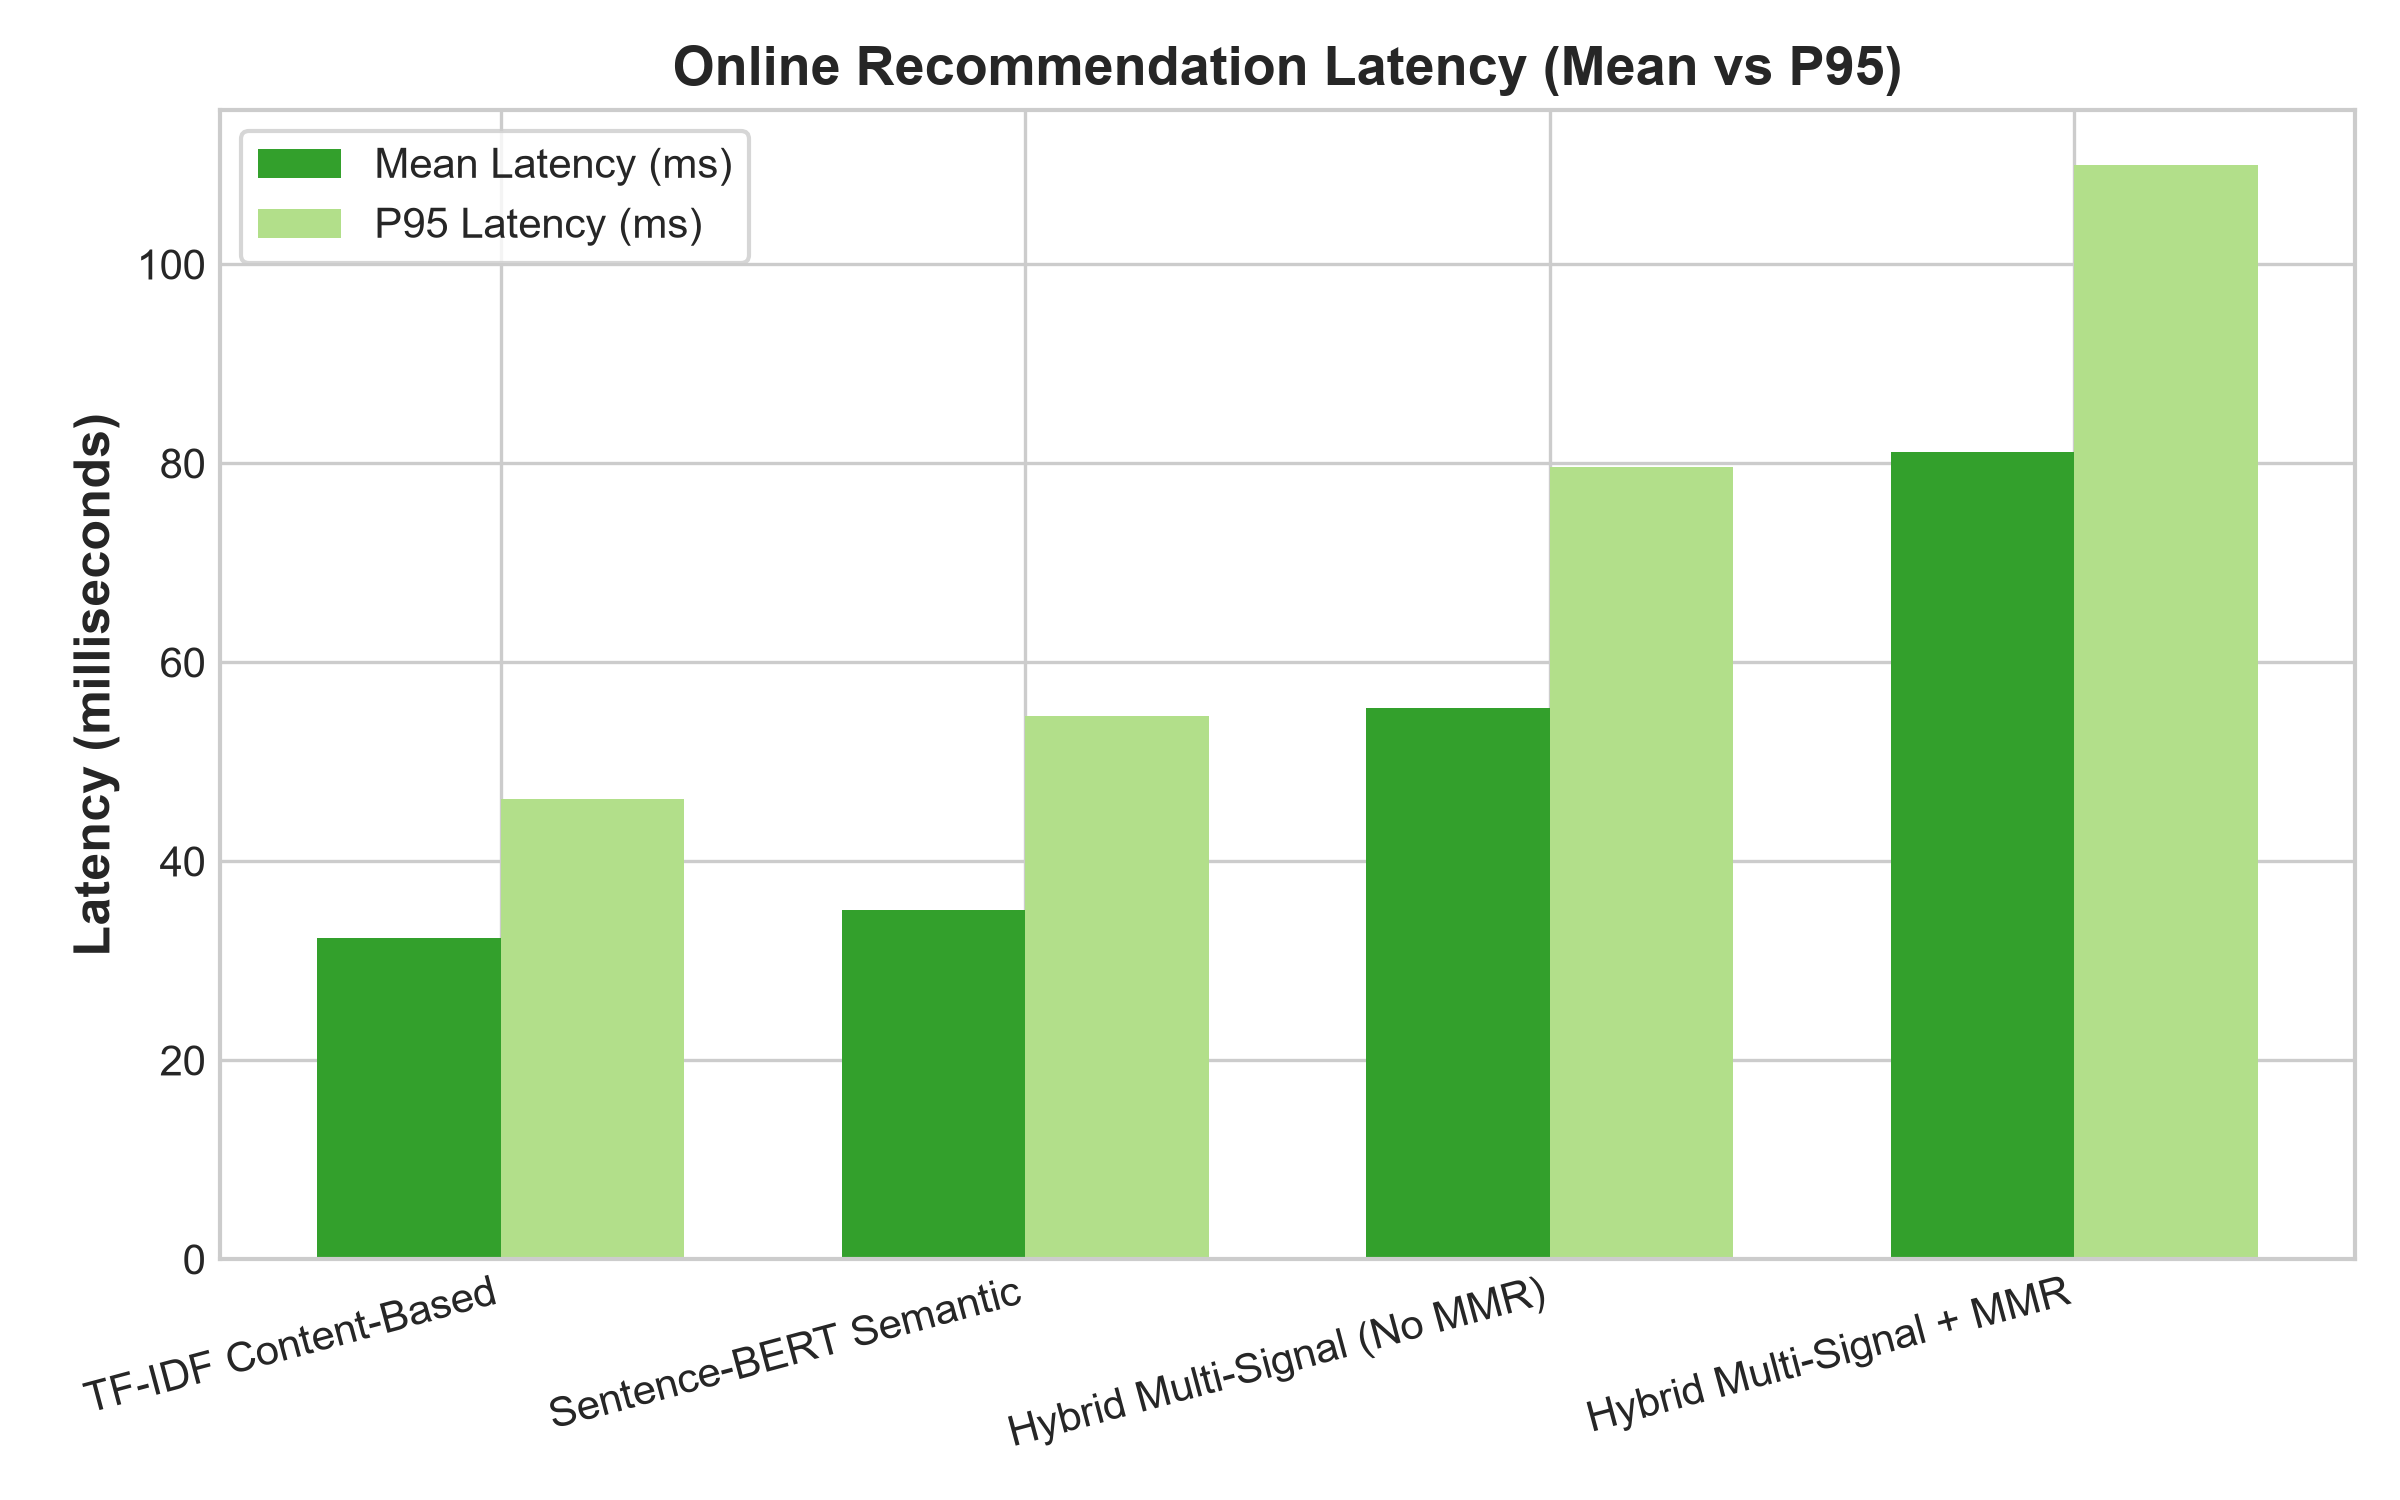 Online Recommendation Latency (Mean vs P95)
Mean Latency (ms)
P95 Latency (ms)
Latency (milliseconds)
100
80
60
40
20
0
TF-IDF Content-Based
Sentence-BERT Semantic
Hybrid Multi-Signal (No MMR)
Hybrid Multi-Signal + MMR